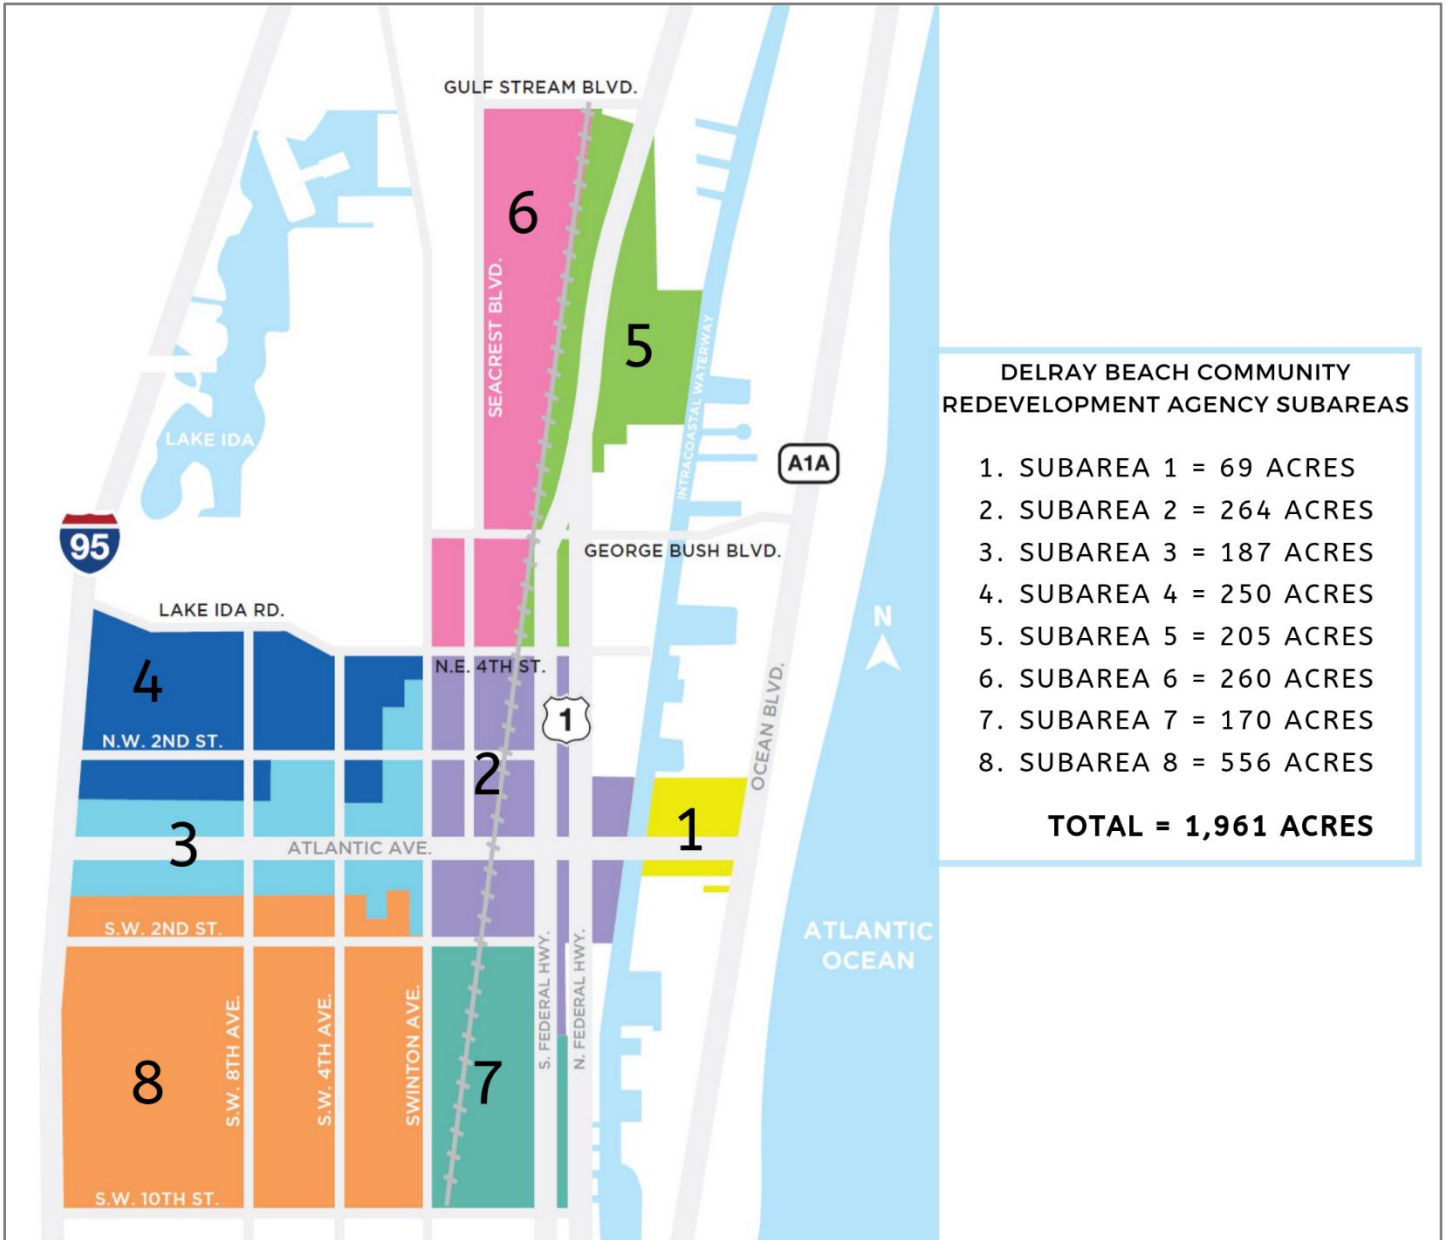 GULF STREAM BLVD.
6
SEACREST BLVD.
5
INTRACOASTAL WATERWAY
LAKE IDA
A1A
95
GEORGE BUSH BLVD.
LAKE IDA RD.
N
4
N.E. 4TH ST.
1
OCEAN BLVD.
N.W. 2ND ST.
2
3
ATLANTIC AVE.
1
S.W. 2ND ST.
ATLANTIC
OCEAN
8
S.W. 8TH AVE.
S.W. 4TH AVE.
SWINTON AVE.
7
S. FEDERAL HWY.
N. FEDERAL HWY.
S.W. 10TH ST.
DELRAY BEACH COMMUNITY
REDEVELOPMENT AGENCY SUBAREAS
1. SUBAREA 1 = 69 ACRES
2. SUBAREA 2 = 264 ACRES
3. SUBAREA 3 = 187 ACRES
4. SUBAREA 4 = 250 ACRES
5. SUBAREA 5 = 205 ACRES
6. SUBAREA 6 = 260 ACRES
7. SUBAREA 7 = 170 ACRES
8. SUBAREA 8 = 556 ACRES
TOTAL = 1,961 ACRES